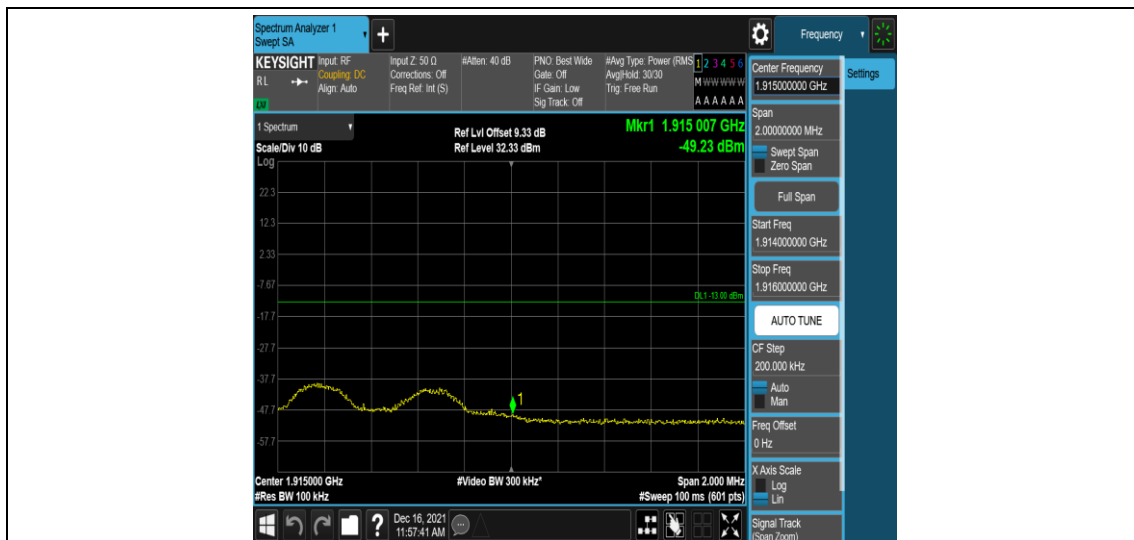 Spectrum Analyzer 1
Swept SA
Frequency
KEYSIGHT
RL
LXI
Input: RF
Coupling: DC
Align: Auto
Input Z: 50 Ω
Corrections: Off
Freq Ref: Int (S)
#Atten: 40 dB
PNO: Best Wide
Gate: Off
IF Gain: Low
Sig Track: Off
#Avg Type: Power (RMS
Avg|Hold: 30/30
Trig: Free Run
1 2 3 4 5 6
M W W W W W
A A A A A A
1 Spectrum
Scale/Div 10 dB
Log
Ref Lvl Offset 9.33 dB
Ref Level 32.33 dBm
Mkr1 1.915 007 GHz
-49.23 dBm
22.3
12.3
2.33
-7.67
-17.7
-27.7
-37.7
-47.7
-57.7
DL1 -13.00 dBm
1
Center 1.915000 GHz
#Res BW 100 kHz
#Video BW 300 kHz*
Span 2.000 MHz
#Sweep 100 ms (601 pts)
Dec 16, 2021
11:57:41 AM
Center Frequency
1.915000000 GHz
Settings
Span
2.00000000 MHz
Swept Span
Zero Span
Full Span
Start Freq
1.914000000 GHz
Stop Freq
1.916000000 GHz
AUTO TUNE
CF Step
200.000 kHz
Auto
Man
Freq Offset
0 Hz
X Axis Scale
Log
Lin
Signal Track
(Span Zoom)